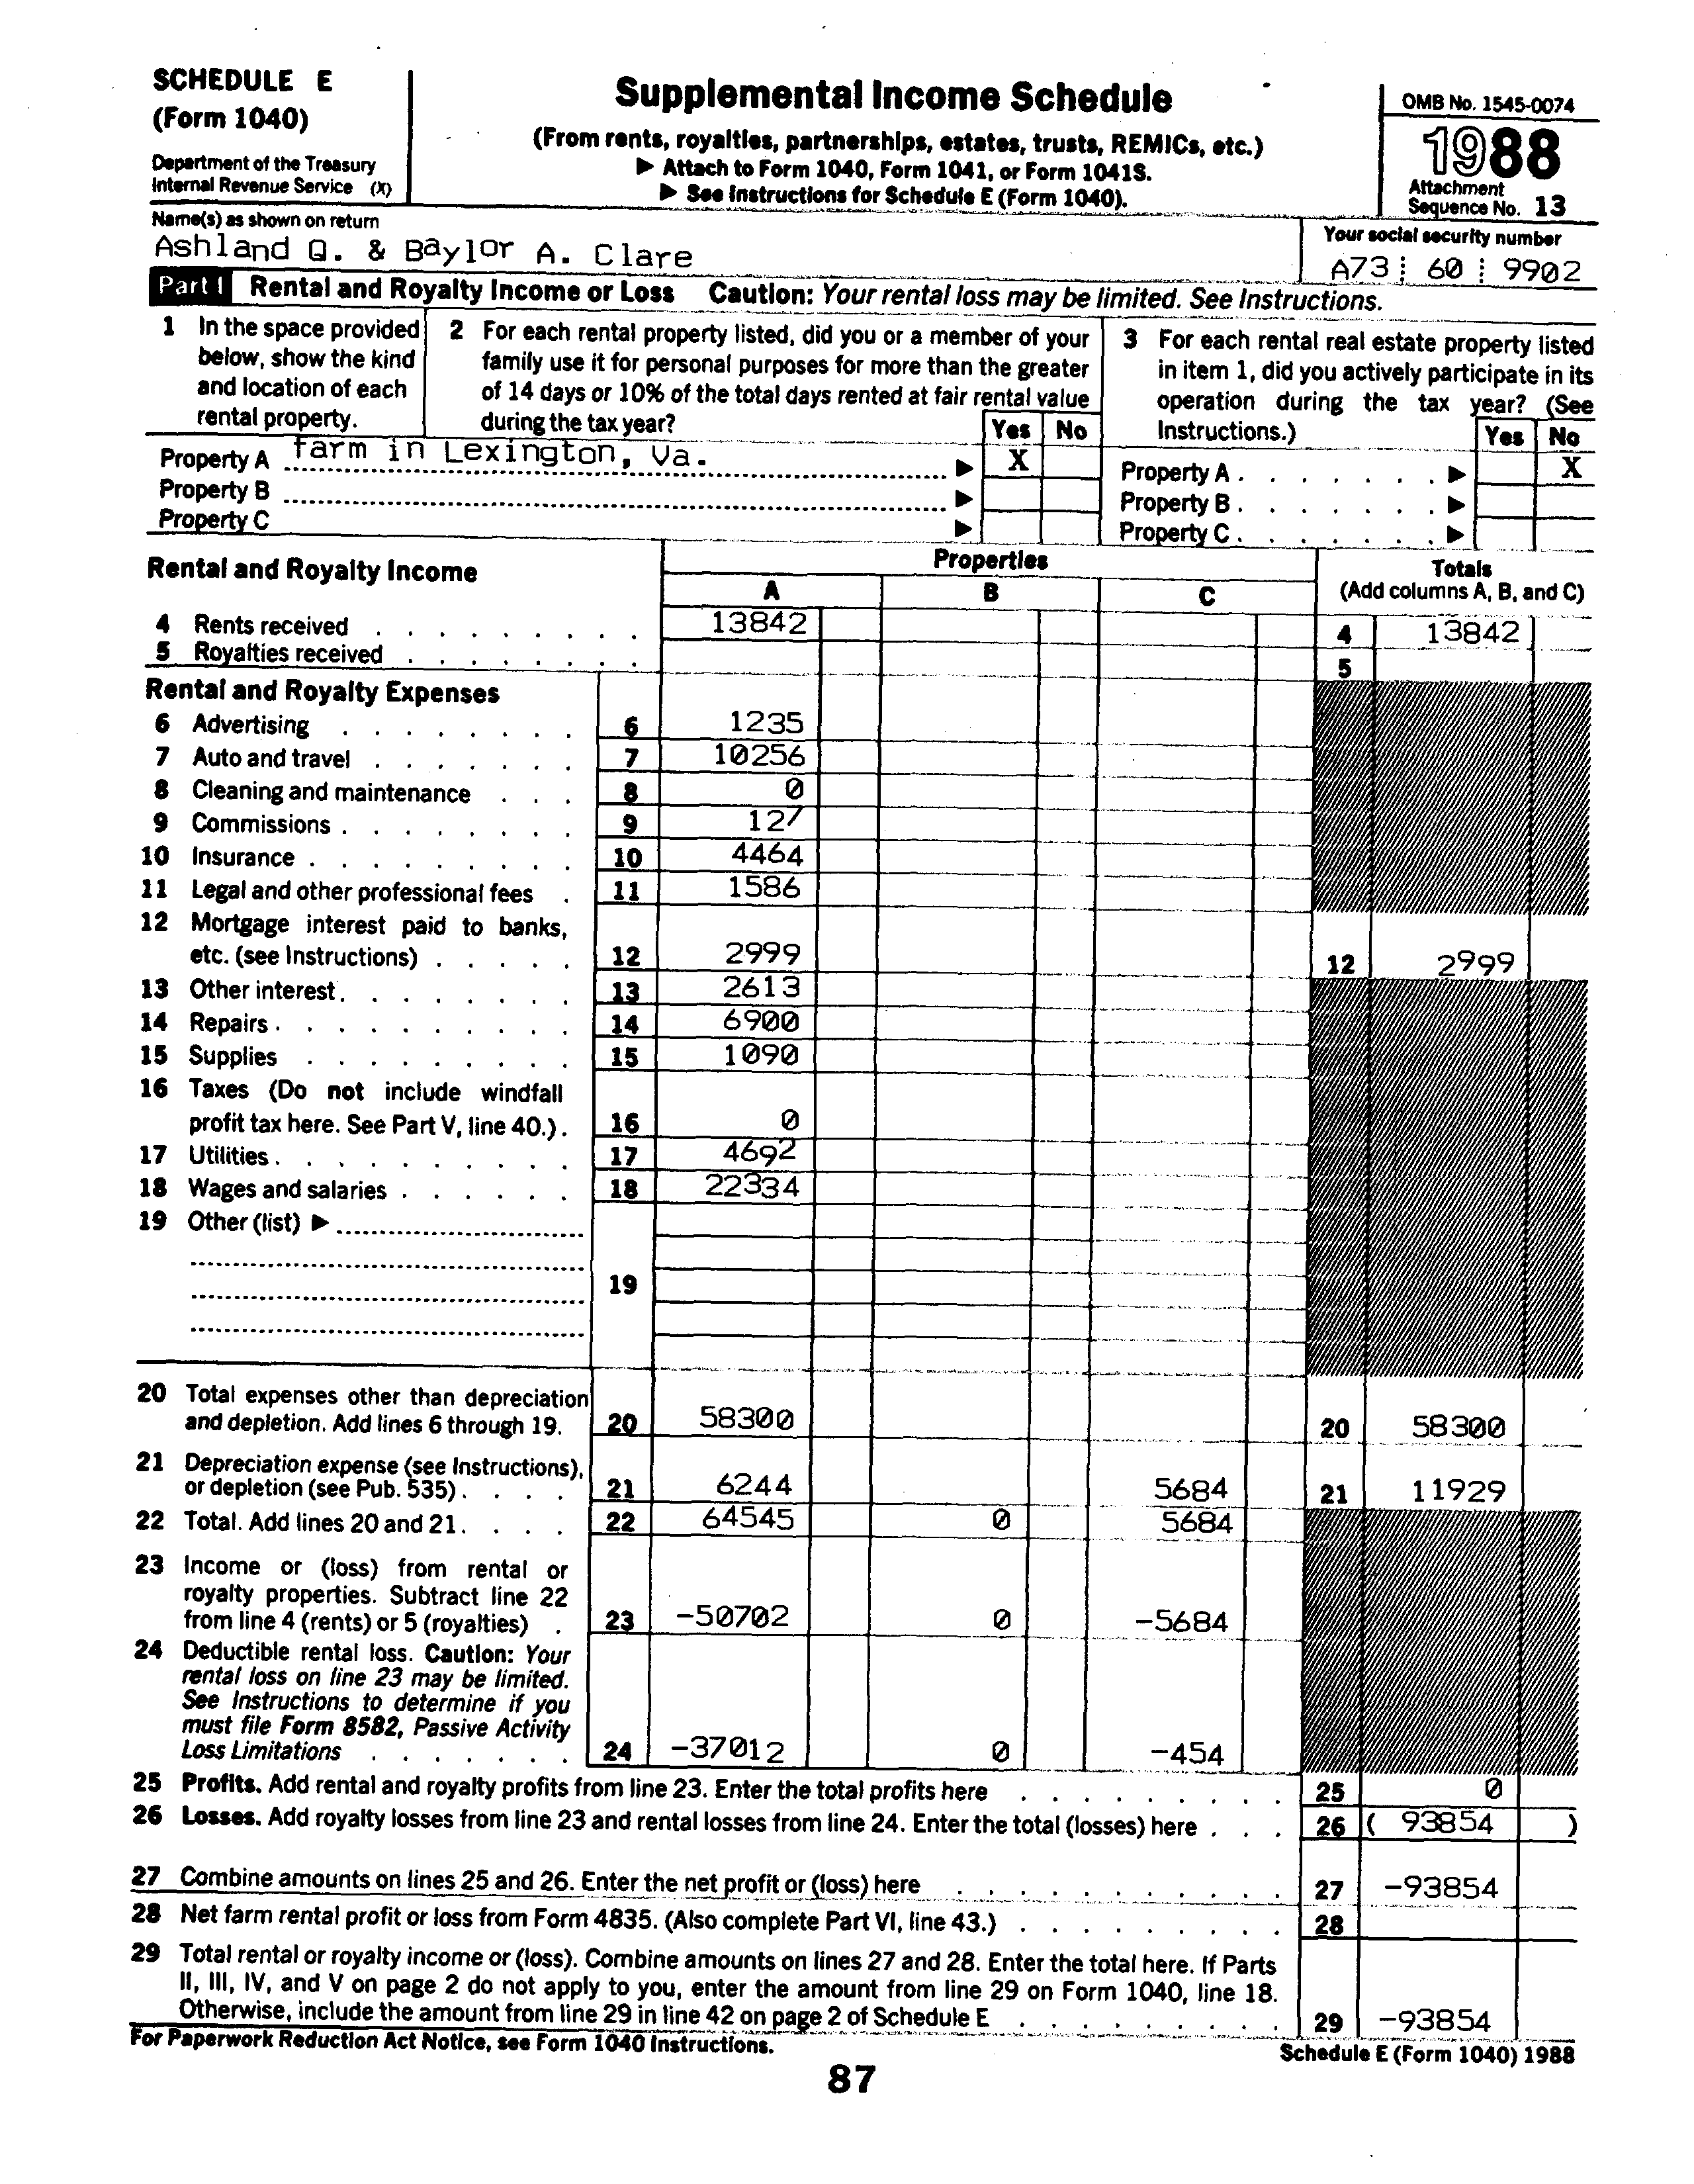 SCHEDULE E
(Form 1040)
Department of the Treasury
Internal Revenue Service (X)
Supplemental Income Schedule
(From rents, royalties, partnerships, estates, trusts, REMICs, etc.)
▶ Attach to Form 1040, Form 1041, or Form 1041S.
▶ See Instructions for Schedule E (Form 1040).
OMB No. 1545-0074
1988
Attachment
Sequence No. 13
Name(s) as shown on return
Ashland Q. & Baylor A. Clare
Your social security number
A73 60 9902
Part I Rental and Royalty Income or Loss Caution: Your rental loss may be limited. See Instructions.
1 In the space provided
below, show the kind
and location of each
rental property.
2 For each rental property listed, did you or a member of your
family use it for personal purposes for more than the greater
of 14 days or 10% of the total days rented at fair rental value
during the tax year?
Yes No
3 For each rental real estate property listed
in item 1, did you actively participate in its
operation during the tax year? (See
Instructions.)
Yes No
Property A farm in Lexington, Va. ▶ X
Property B ▶
Property C ▶
Property A . . . . . . . ▶ X
Property B . . . . . . . ▶
Property C . . . . . . . ▶
Rental and Royalty Income
Properties
A B C
Totals
(Add columns A, B, and C)
4 Rents received 13842 4 13842
5 Royalties received 5
Rental and Royalty Expenses
6 Advertising 6 1235
7 Auto and travel 7 10256
8 Cleaning and maintenance 8 0
9 Commissions 9 127
10 Insurance 10 4464
11 Legal and other professional fees 11 1586
12 Mortgage interest paid to banks,
etc. (see Instructions) 12 2999 12 2999
13 Other interest 13 2613
14 Repairs 14 6900
15 Supplies 15 1090
16 Taxes (Do not include windfall
profit tax here. See Part V, line 40.) 16 0
17 Utilities 17 4692
18 Wages and salaries 18 22334
19 Other (list) ▶
19
20 Total expenses other than depreciation
and depletion. Add lines 6 through 19. 20 58300 20 58300
21 Depreciation expense (see Instructions),
or depletion (see Pub. 535) 21 6244 5684 21 11929
22 Total. Add lines 20 and 21 22 64545 0 5684
23 Income or (loss) from rental or
royalty properties. Subtract line 22
from line 4 (rents) or 5 (royalties) 23 -50702 0 -5684
24 Deductible rental loss. Caution: Your
rental loss on line 23 may be limited.
See Instructions to determine if you
must file Form 8582, Passive Activity
Loss Limitations 24 -37012 0 -454
25 Profits. Add rental and royalty profits from line 23. Enter the total profits here 25 0
26 Losses. Add royalty losses from line 23 and rental losses from line 24. Enter the total (losses) here 26 ( 93854 )
27 Combine amounts on lines 25 and 26. Enter the net profit or (loss) here 27 -93854
28 Net farm rental profit or loss from Form 4835. (Also complete Part VI, line 43.) 28
29 Total rental or royalty income or (loss). Combine amounts on lines 27 and 28. Enter the total here. If Parts
II, III, IV, and V on page 2 do not apply to you, enter the amount from line 29 on Form 1040, line 18.
Otherwise, include the amount from line 29 in line 42 on page 2 of Schedule E 29 -93854
For Paperwork Reduction Act Notice, see Form 1040 Instructions.
Schedule E (Form 1040) 1988
87